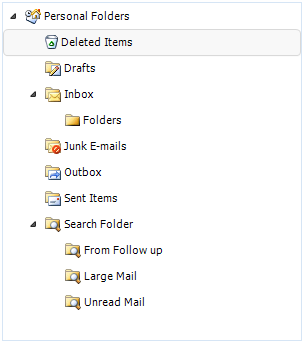 Personal Folders
Deleted Items
Drafts
Inbox
Folders
Junk E-mails
Outbox
Sent Items
Search Folder
From Follow up
Large Mail
Unread Mail